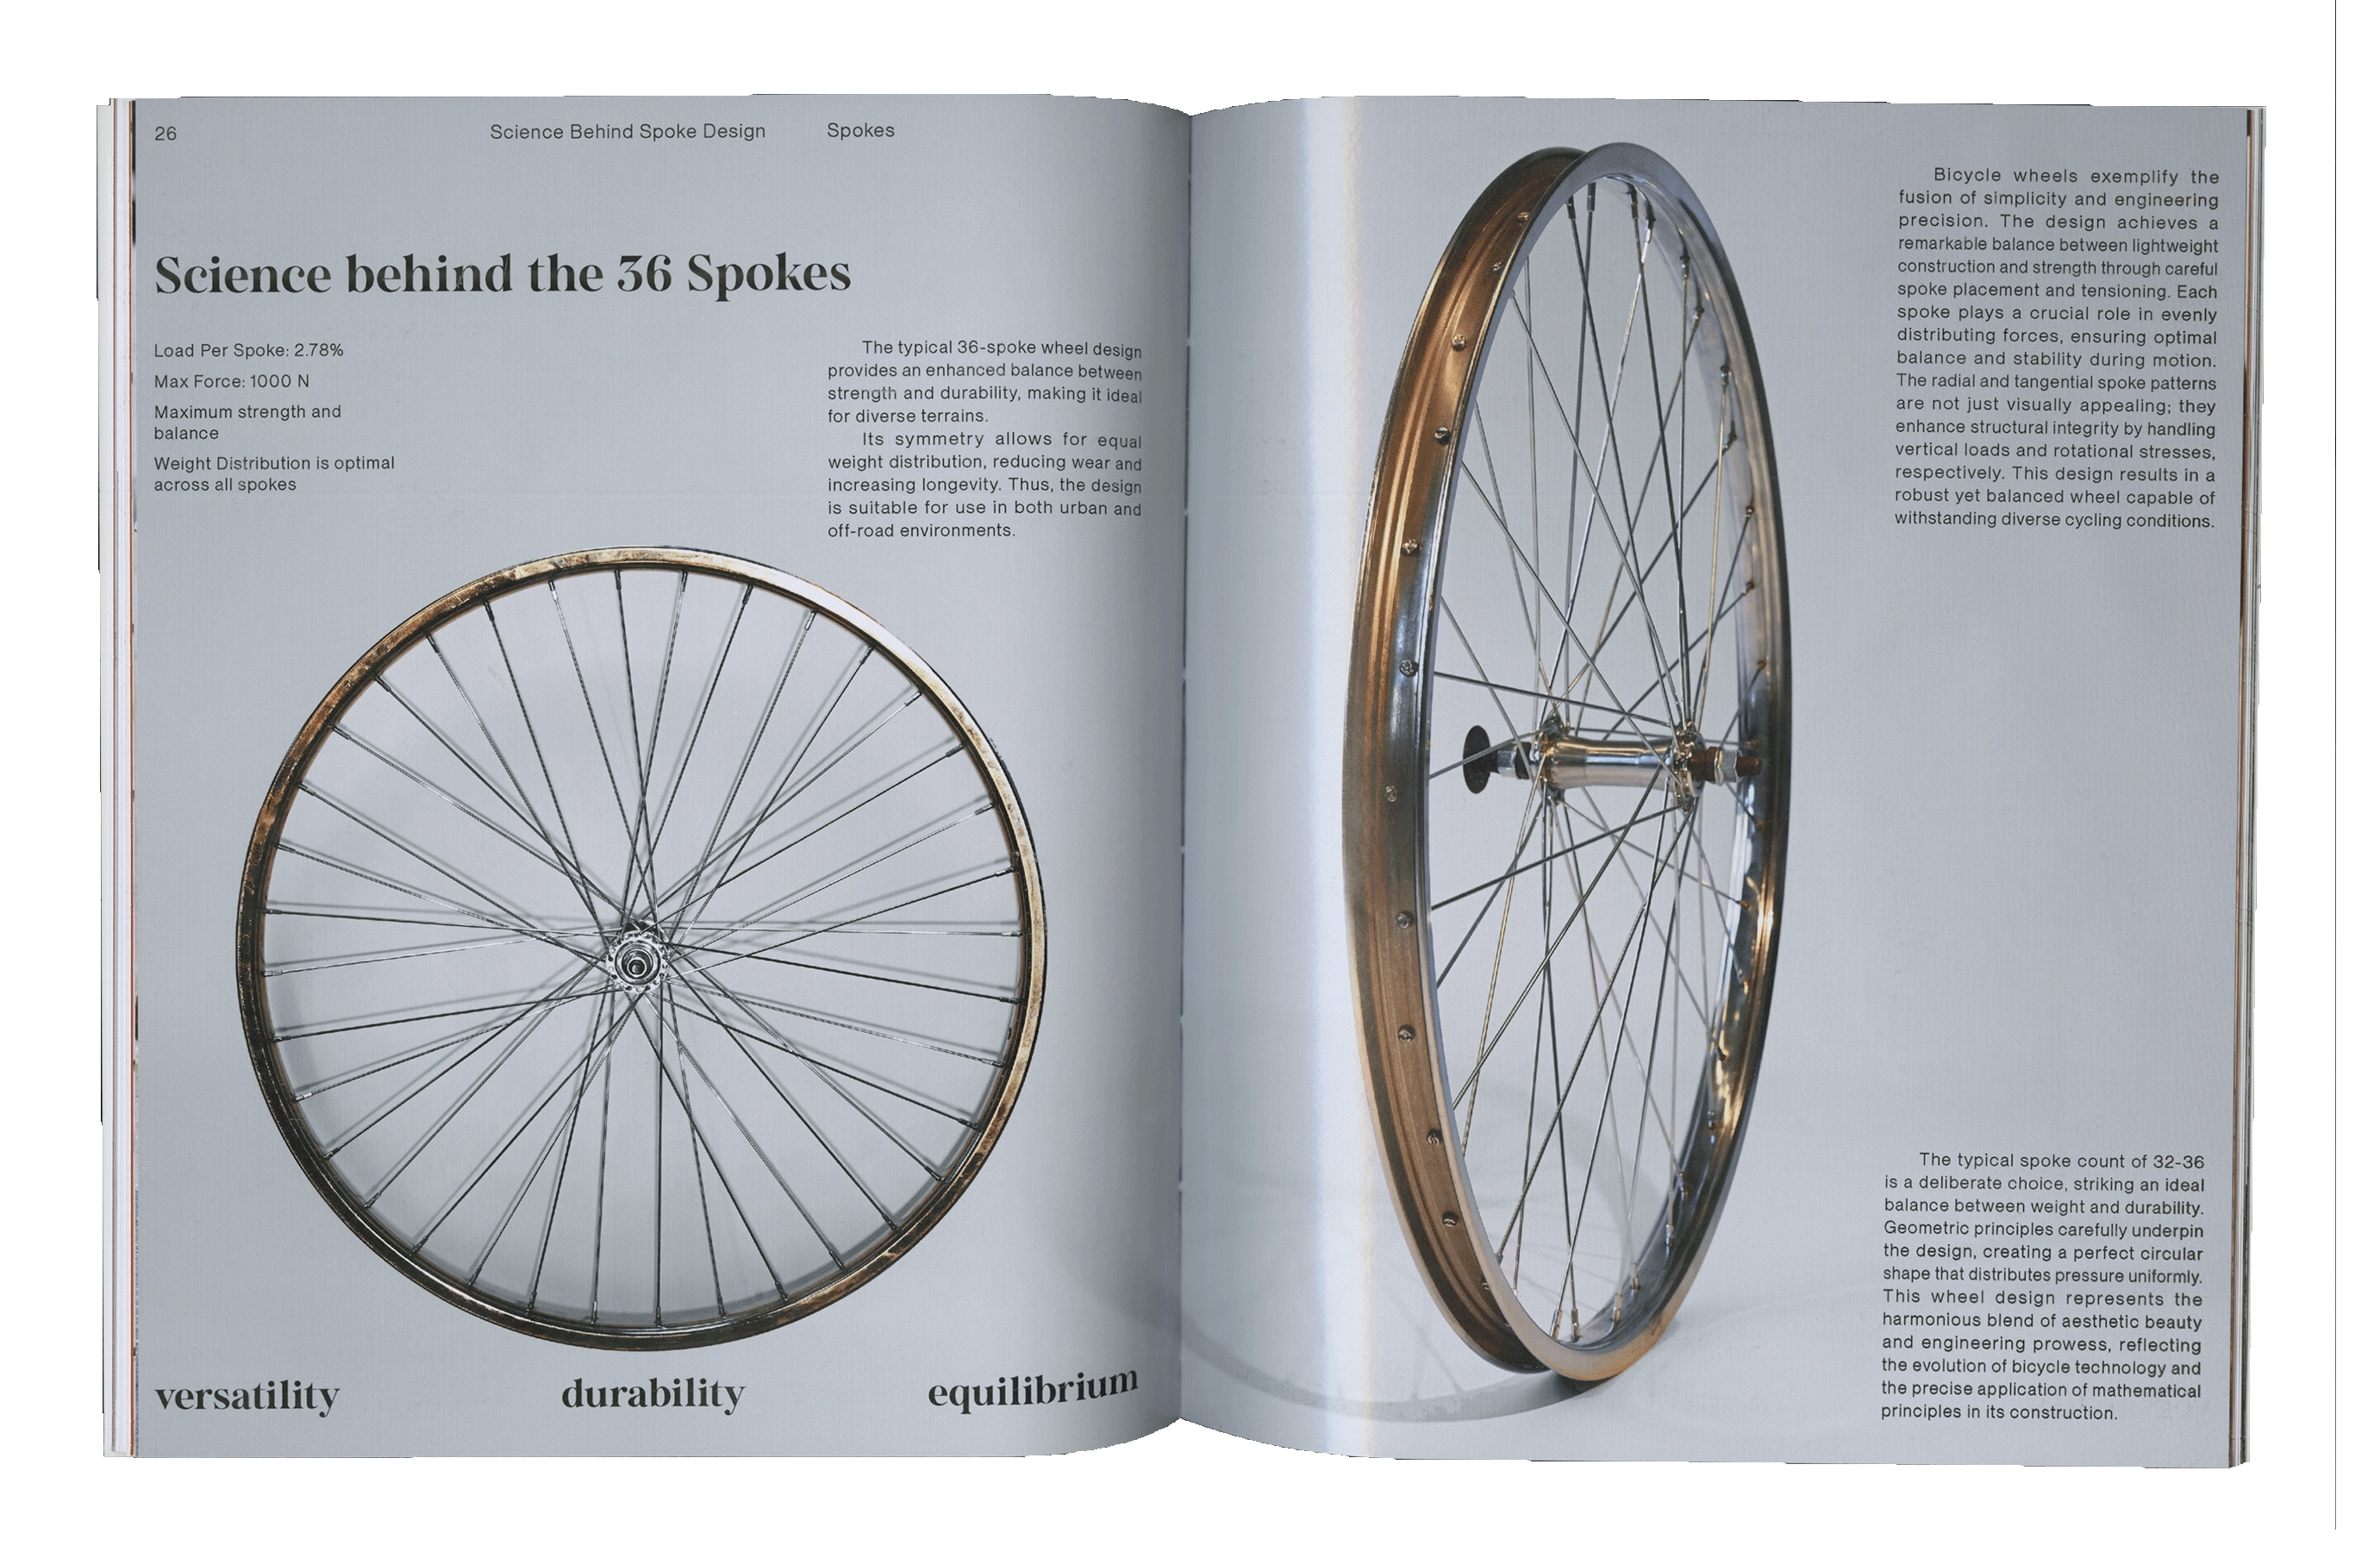 26
Science Behind Spoke Design
Spokes
Science behind the 36 Spokes
Load Per Spoke: 2.78%
Max Force: 1000 N
Maximum strength and
balance
Weight Distribution is optimal
across all spokes
The typical 36-spoke wheel design
provides an enhanced balance between
strength and durability, making it ideal
for diverse terrains.
Its symmetry allows for equal
weight distribution, reducing wear and
increasing longevity. Thus, the design
is suitable for use in both urban and
off-road environments.
versatility
durability
equilibrium
Bicycle wheels exemplify the
fusion of simplicity and engineering
precision. The design achieves a
remarkable balance between lightweight
construction and strength through careful
spoke placement and tensioning. Each
spoke plays a crucial role in evenly
distributing forces, ensuring optimal
balance and stability during motion.
The radial and tangential spoke patterns
are not just visually appealing; they
enhance structural integrity by handling
vertical loads and rotational stresses,
respectively. This design results in a
robust yet balanced wheel capable of
withstanding diverse cycling conditions.
The typical spoke count of 32-36
is a deliberate choice, striking an ideal
balance between weight and durability.
Geometric principles carefully underpin
the design, creating a perfect circular
shape that distributes pressure uniformly.
This wheel design represents the
harmonious blend of aesthetic beauty
and engineering prowess, reflecting
the evolution of bicycle technology and
the precise application of mathematical
principles in its construction.